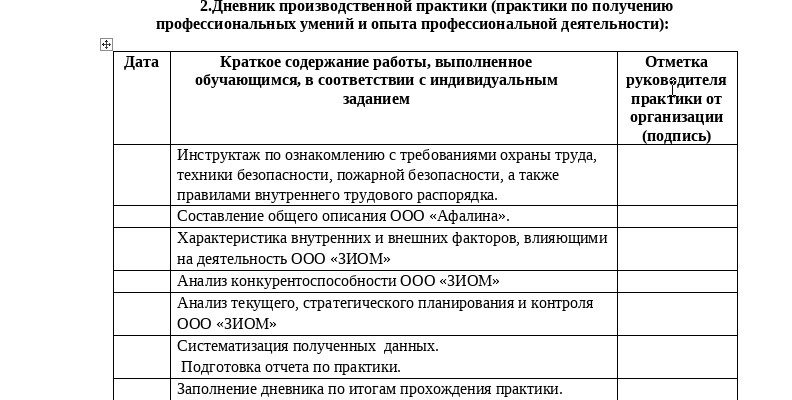 2.Дневник производственной практики (практики по получению
профессиональных умений и опыта профессиональной деятельности):
Дата
Краткое содержание работы, выполненное
обучающимся, в соответствии с индивидуальным
заданием
Отметка
руководителя
практики от
организации
(подпись)
Инструктаж по ознакомлению с требованиями охраны труда,
техники безопасности, пожарной безопасности, а также
правилами внутреннего трудового распорядка.
Составление общего описания ООО «Афалина».
Характеристика внутренних и внешних факторов, влияющими
на деятельность ООО «ЗИОМ»
Анализ конкурентоспособности ООО «ЗИОМ»
Анализ текущего, стратегического планирования и контроля
ООО «ЗИОМ»
Систематизация полученных  данных.
Подготовка отчета по практики.
Заполнение дневника по итогам прохождения практики.